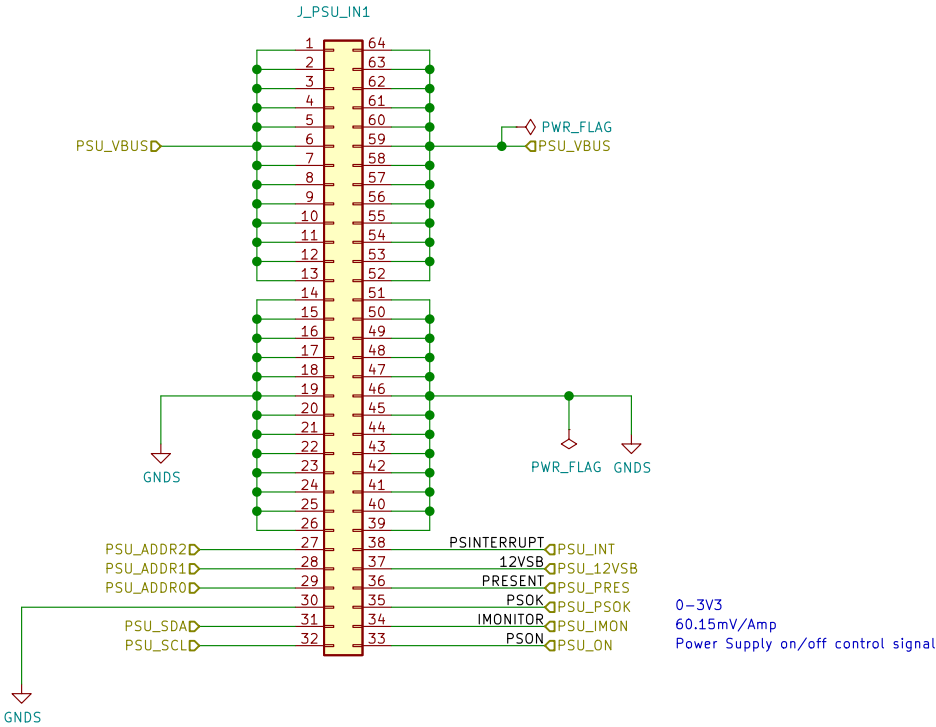 J_PSU_IN1
1 64
2 63
3 62
4 61
5 60
PWR_FLAG
PSU_VBUS 6 59 PSU_VBUS
7 58
8 57
9 56
10 55
11 54
12 53
13 52
14 51
15 50
16 49
17 48
18 47
19 46
20 45
21 44
22 43
23 42
PWR_FLAG GNDS
GNDS
24 41
25 40
26 39
PSU_ADDR2 27 38 PSINTERRUPT PSU_INT
PSU_ADDR1 28 37 12VSB PSU_12VSB
PSU_ADDR0 29 36 PRESENT PSU_PRES
30 35 PSOK PSU_PSOK 0-3V3
PSU_SDA 31 34 IMONITOR PSU_IMON 60.15mV/Amp
PSU_SCL 32 33 PSON PSU_ON Power Supply on/off control signal
GNDS